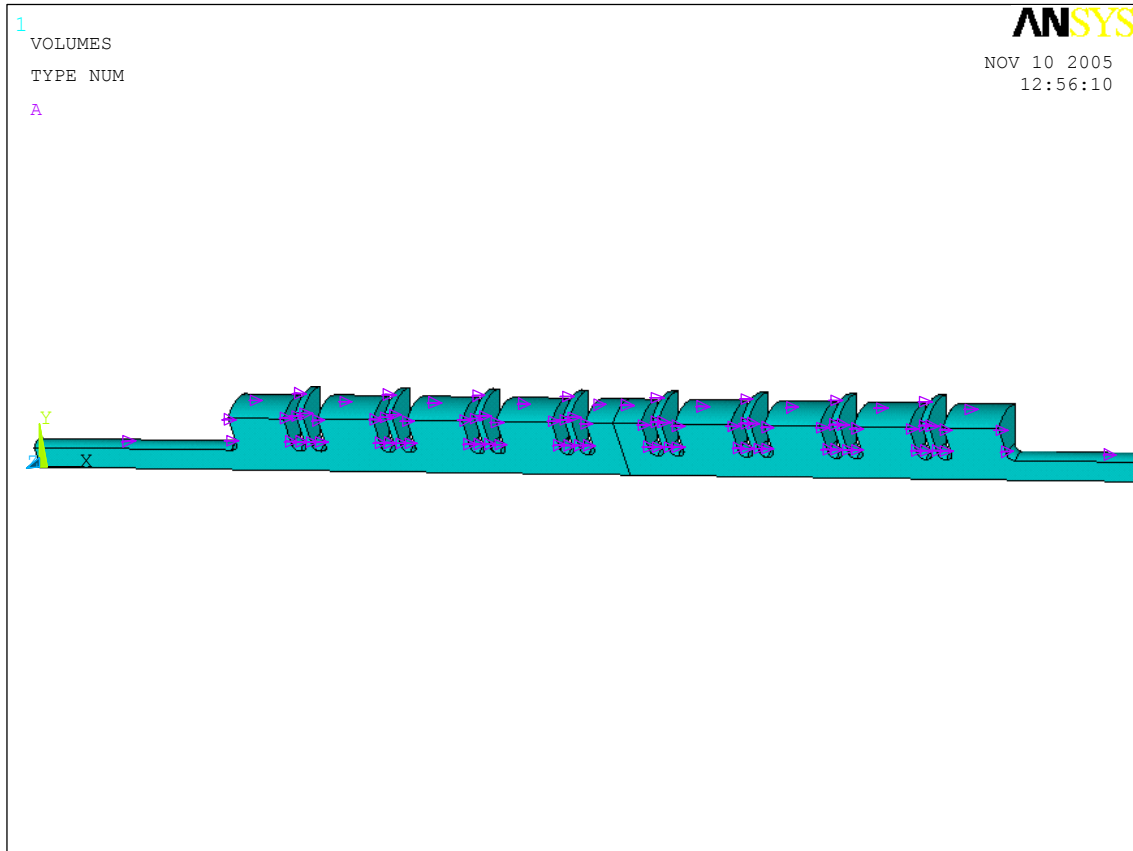 1
ANSYS
VOLUMES
TYPE NUM
A
NOV 10 2005
12:56:10
Y
Z
X